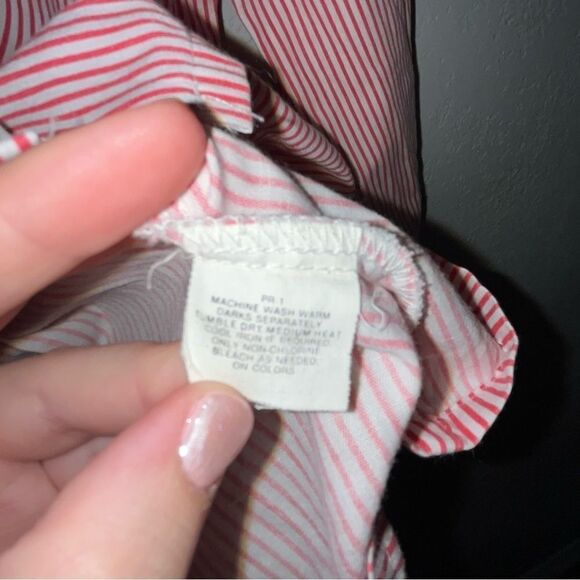 PR 1
MACHINE WASH WARM
DARKS SEPARATELY
TUMBLE DRY MEDIUM HEAT
COOL IRON IF REQUIRED
ONLY NON-CHLORINE
BLEACH AS NEEDED
ON COLORS